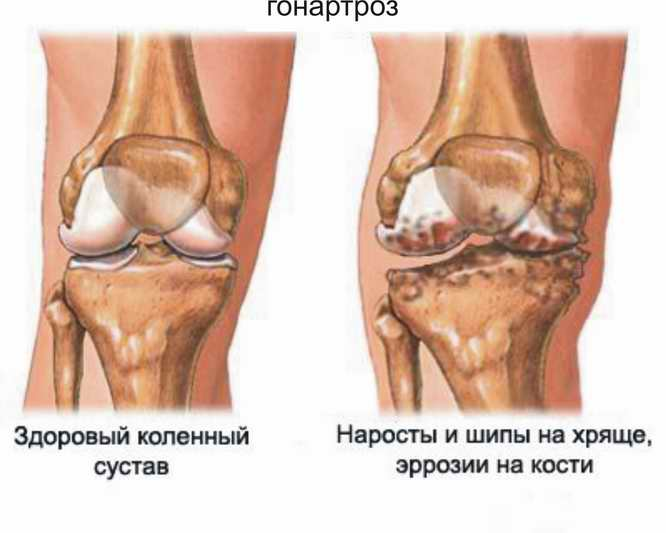 гонартроз
Здоровый коленный
сустав
Наросты и шипы на хряще,
эррозии на кости